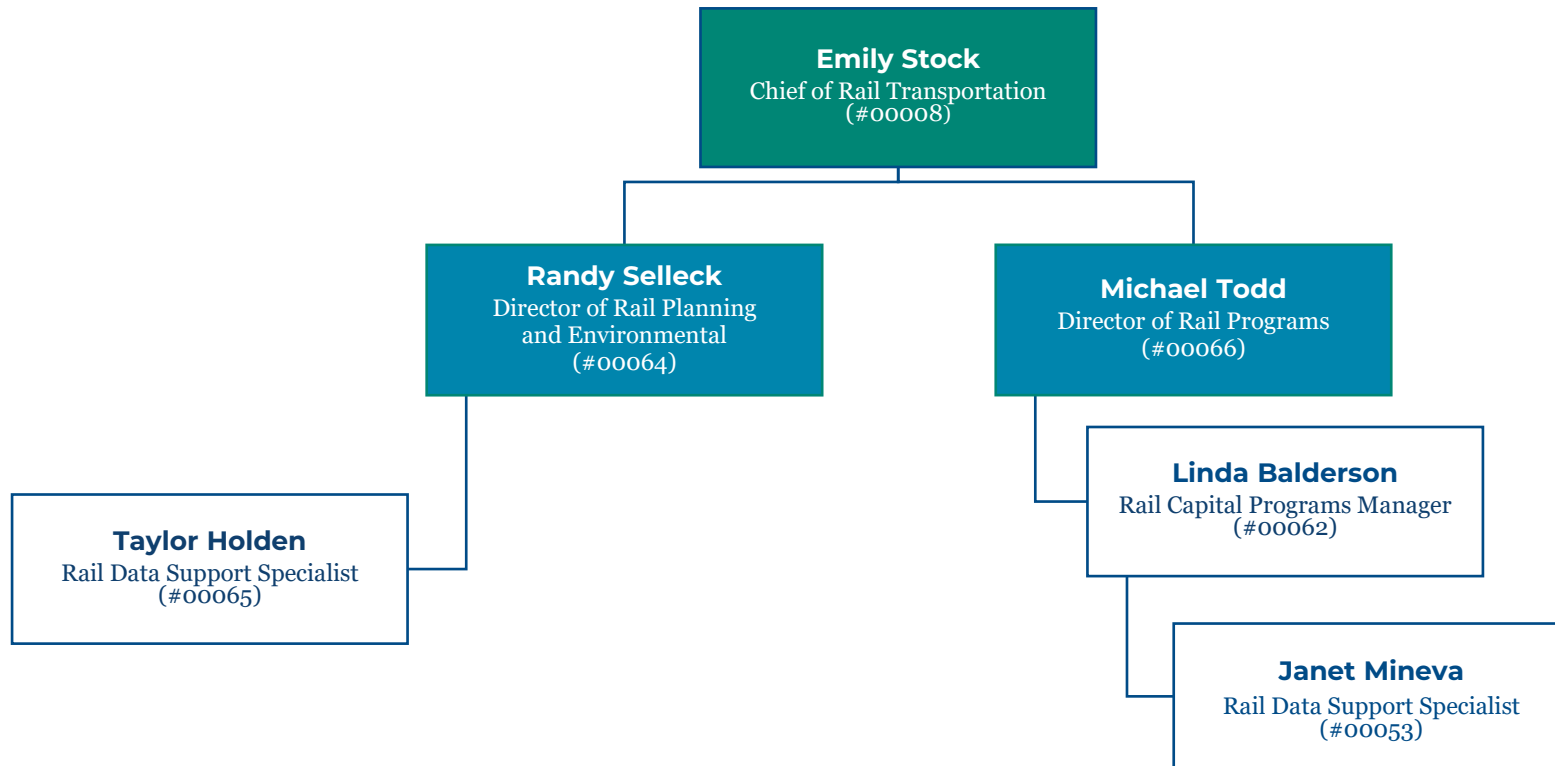 Emily Stock
Chief of Rail Transportation
(#00008)
Randy Selleck
Director of Rail Planning
and Environmental
(#00064)
Michael Todd
Director of Rail Programs
(#00066)
Linda Balderson
Rail Capital Programs Manager
(#00062)
Taylor Holden
Rail Data Support Specialist
(#00065)
Janet Mineva
Rail Data Support Specialist
(#00053)